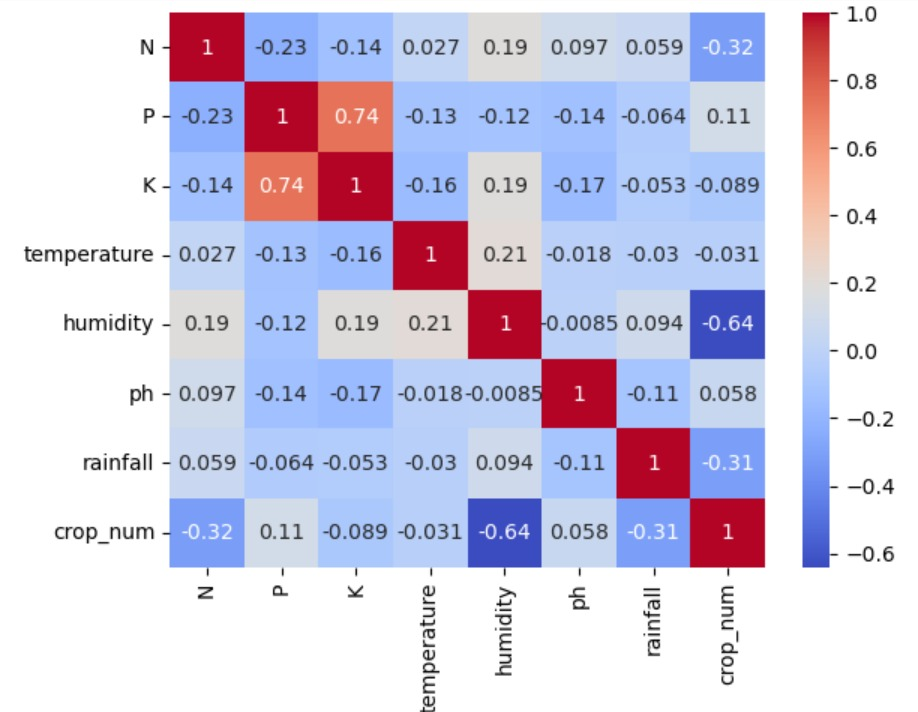 N 1 -0.23 -0.14 0.027 0.19 0.097 0.059 -0.32
P -0.23 1 0.74 -0.13 -0.12 -0.14 -0.064 0.11
K -0.14 0.74 1 -0.16 0.19 -0.17 -0.053 -0.089
temperature 0.027 -0.13 -0.16 1 0.21 -0.018 -0.03 -0.031
humidity 0.19 -0.12 0.19 0.21 1 -0.0085 0.094 -0.64
ph 0.097 -0.14 -0.17 -0.018 -0.0085 1 -0.11 0.058
rainfall 0.059 -0.064 -0.053 -0.03 0.094 -0.11 1 -0.31
crop_num -0.32 0.11 -0.089 -0.031 -0.64 0.058 -0.31 1
N P K temperature humidity ph rainfall crop_num
1.0
0.8
0.6
0.4
0.2
0.0
−0.2
−0.4
−0.6